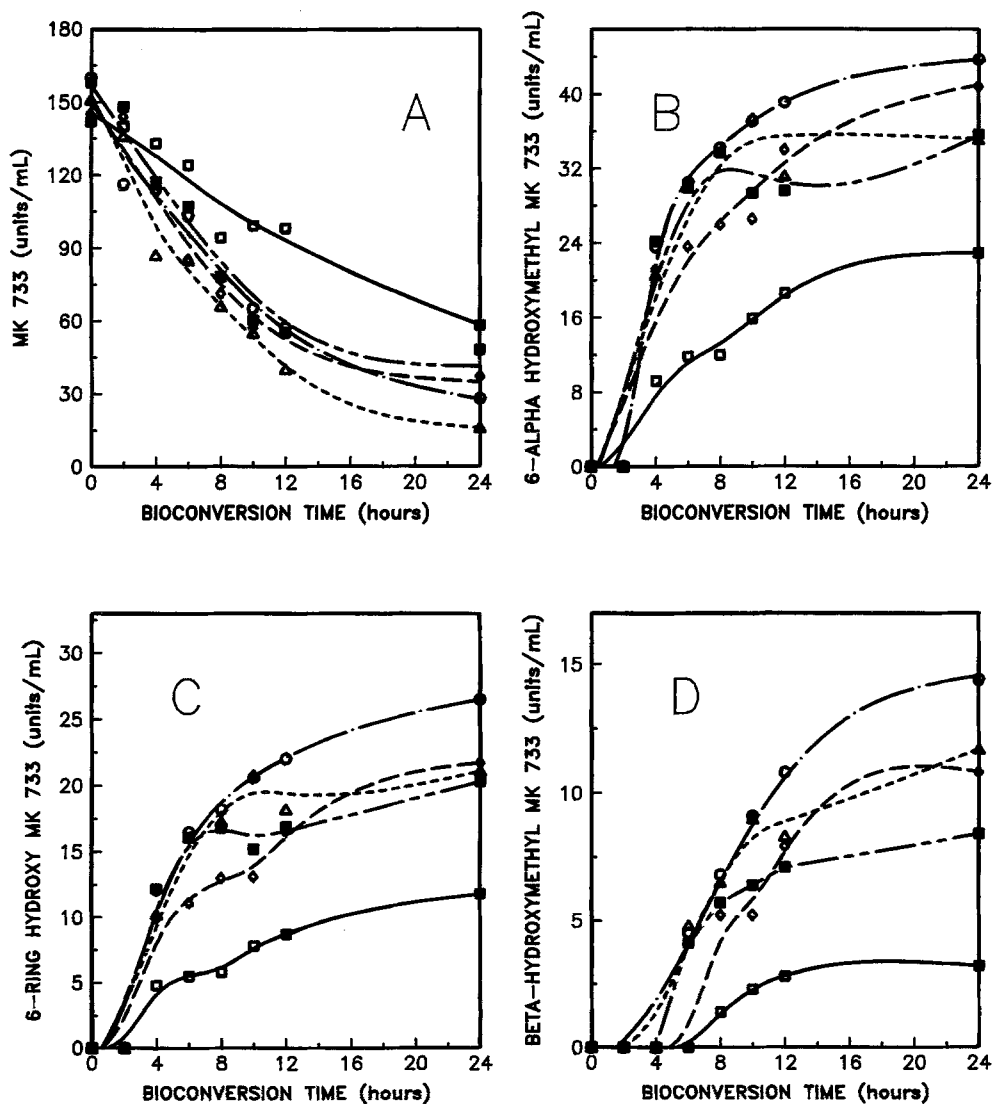 A
MK 733 (units/mL)
180
150
120
90
60
30
0
0 4 8 12 16 20 24
BIOCONVERSION TIME (hours)
B
6-ALPHA HYDROXYMETHYL MK 733 (units/mL)
40
32
24
16
8
0
0 4 8 12 16 20 24
BIOCONVERSION TIME (hours)
C
6-RING HYDROXY MK 733 (units/mL)
30
25
20
15
10
5
0
0 4 8 12 16 20 24
BIOCONVERSION TIME (hours)
D
BETA-HYDROXYMETHYL MK 733 (units/mL)
15
10
5
0
0 4 8 12 16 20 24
BIOCONVERSION TIME (hours)